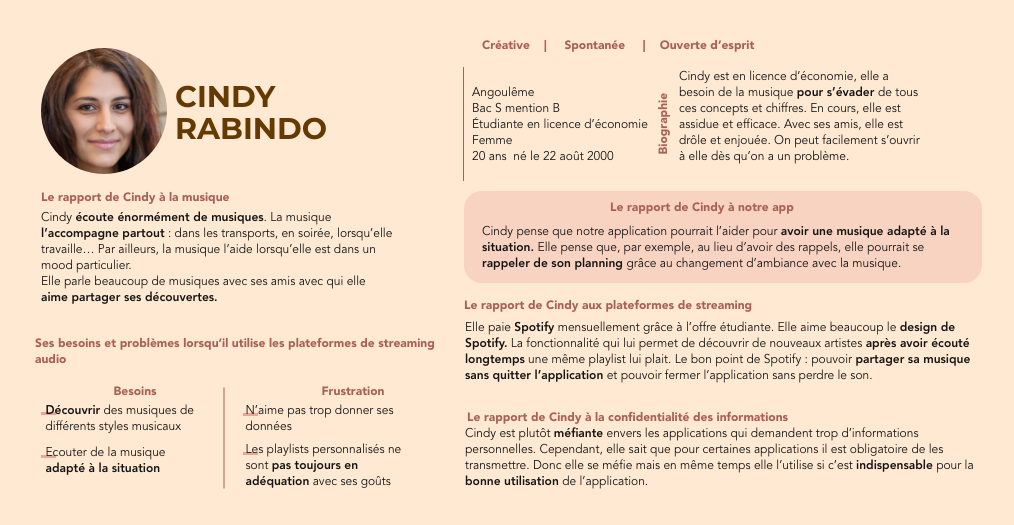 CINDY
RABINDO
Créative | Spontanée | Ouverte d’esprit
Angoulême
Bac S mention B
Étudiante en licence d’économie
Femme
20 ans né le 22 août 2000
Biographie
Cindy est en licence d’économie, elle a
besoin de la musique pour s’évader de tous
ces concepts et chiffres. En cours, elle est
assidue et efficace. Avec ses amis, elle est
drôle et enjouée. On peut facilement s’ouvrir
à elle dès qu’on a un problème.
Le rapport de Cindy à la musique
Cindy écoute énormément de musiques. La musique
l’accompagne partout : dans les transports, en soirée, lorsqu’elle
travaille… Par ailleurs, la musique l’aide lorsqu’elle est dans un
mood particulier.
Elle parle beaucoup de musiques avec ses amis avec qui elle
aime partager ses découvertes.
Le rapport de Cindy à notre app
Cindy pense que notre application pourrait l’aider pour avoir une musique adapté à la
situation. Elle pense que, par exemple, au lieu d’avoir des rappels, elle pourrait se
rappeler de son planning grâce au changement d’ambiance avec la musique.
Le rapport de Cindy aux plateformes de streaming
Elle paie Spotify mensuellement grâce à l’offre étudiante. Elle aime beaucoup le design de
Spotify. La fonctionnalité qui lui permet de découvrir de nouveaux artistes après avoir écouté
longtemps une même playlist lui plait. Le bon point de Spotify : pouvoir partager sa musique
sans quitter l’application et pouvoir fermer l’application sans perdre le son.
Ses besoins et problèmes lorsqu’il utilise les plateformes de streaming
audio
Besoins
Découvrir des musiques de
différents styles musicaux
Ecouter de la musique
adapté à la situation
Frustration
N’aime pas trop donner ses
données
Les playlists personnalisés ne
sont pas toujours en
adéquation avec ses goûts
Le rapport de Cindy à la confidentialité des informations
Cindy est plutôt méfiante envers les applications qui demandent trop d’informations
personnelles. Cependant, elle sait que pour certaines applications il est obligatoire de les
transmettre. Donc elle se méfie mais en même temps elle l’utilise si c’est indispensable pour la
bonne utilisation de l’application.